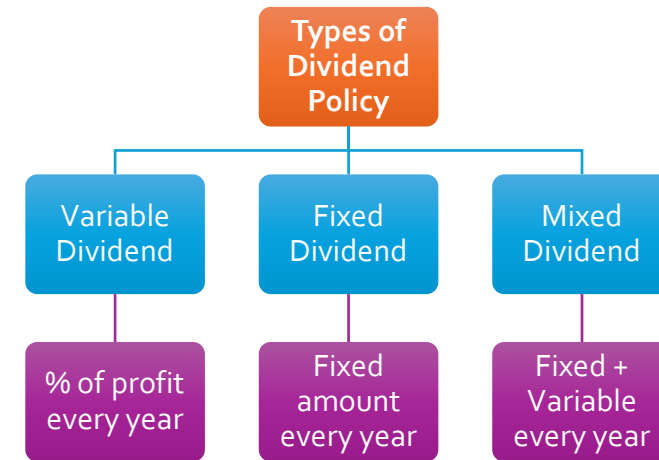 Types of
Dividend
Policy
Variable
Dividend
Fixed
Dividend
Mixed
Dividend
% of profit
every year
Fixed
amount
every year
Fixed +
Variable
every year